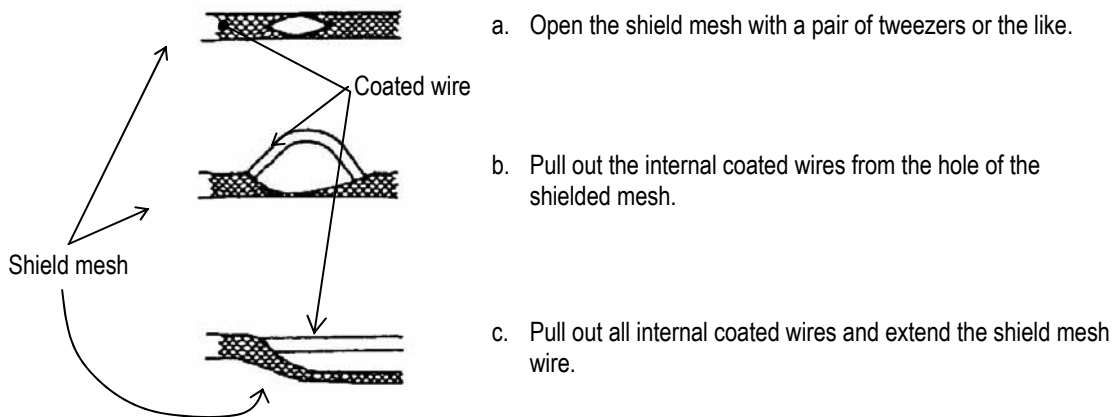 a. Open the shield mesh with a pair of tweezers or the like.
Coated wire
b. Pull out the internal coated wires from the hole of the
shielded mesh.
Shield mesh
c. Pull out all internal coated wires and extend the shield mesh
wire.